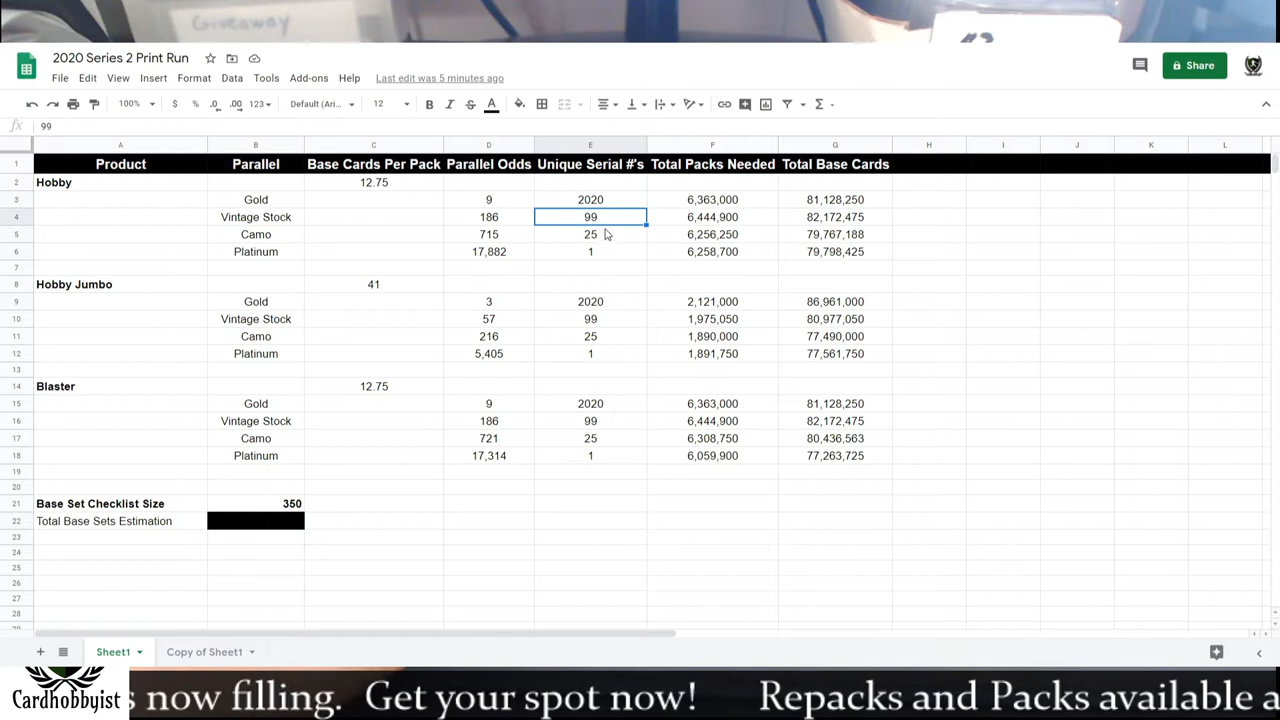 Giveaway
2020 Series 2 Print Run
File Edit View Insert Format Data Tools Add-ons Help Last edit was 5 minutes ago
Share
100% $ % .0 .00 123 Default (Ari... 12 B I S A
fx 99
A B C D E F G H I J K L
1 Product Parallel Base Cards Per Pack Parallel Odds Unique Serial #'s Total Packs Needed Total Base Cards
2 Hobby 12.75
3 Gold 9 2020 6,363,000 81,128,250
4 Vintage Stock 186 99 6,444,900 82,172,475
5 Camo 715 25 6,256,250 79,767,188
6 Platinum 17,882 1 6,258,700 79,798,425
7
8 Hobby Jumbo 41
9 Gold 3 2020 2,121,000 86,961,000
10 Vintage Stock 57 99 1,975,050 80,977,050
11 Camo 216 25 1,890,000 77,490,000
12 Platinum 5,405 1 1,891,750 77,561,750
13
14 Blaster 12.75
15 Gold 9 2020 6,363,000 81,128,250
16 Vintage Stock 186 99 6,444,900 82,172,475
17 Camo 721 25 6,308,750 80,436,563
18 Platinum 17,314 1 6,059,900 77,263,725
19
20
21 Base Set Checklist Size 350
22 Total Base Sets Estimation
23
24
25
26
27
28
29
Sheet1 Copy of Sheet1
Cardhobbyist
s now filling. Get your spot now! Repacks and Packs available a